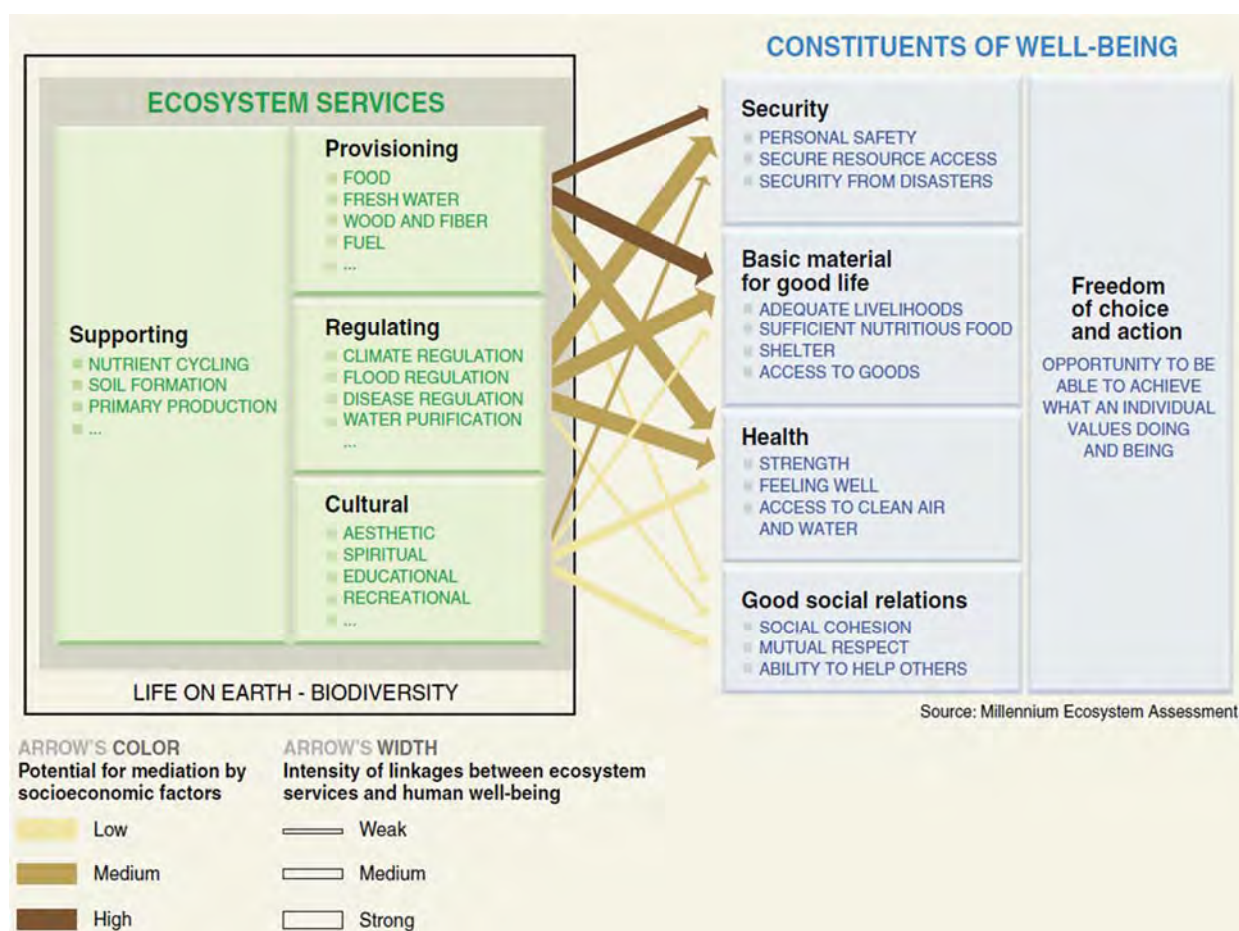 CONSTITUENTS OF WELL-BEING
ECOSYSTEM SERVICES
Supporting
NUTRIENT CYCLING
SOIL FORMATION
PRIMARY PRODUCTION
...
Provisioning
FOOD
FRESH WATER
WOOD AND FIBER
FUEL
...
Regulating
CLIMATE REGULATION
FLOOD REGULATION
DISEASE REGULATION
WATER PURIFICATION
...
Cultural
AESTHETIC
SPIRITUAL
EDUCATIONAL
RECREATIONAL
...
LIFE ON EARTH - BIODIVERSITY
Security
PERSONAL SAFETY
SECURE RESOURCE ACCESS
SECURITY FROM DISASTERS
Basic material
for good life
ADEQUATE LIVELIHOODS
SUFFICIENT NUTRITIOUS FOOD
SHELTER
ACCESS TO GOODS
Health
STRENGTH
FEELING WELL
ACCESS TO CLEAN AIR
AND WATER
Good social relations
SOCIAL COHESION
MUTUAL RESPECT
ABILITY TO HELP OTHERS
Freedom
of choice
and action
OPPORTUNITY TO BE
ABLE TO ACHIEVE
WHAT AN INDIVIDUAL
VALUES DOING
AND BEING
Source: Millennium Ecosystem Assessment
ARROW'S COLOR
Potential for mediation by
socioeconomic factors
Low
Medium
High
ARROW'S WIDTH
Intensity of linkages between ecosystem
services and human well-being
Weak
Medium
Strong